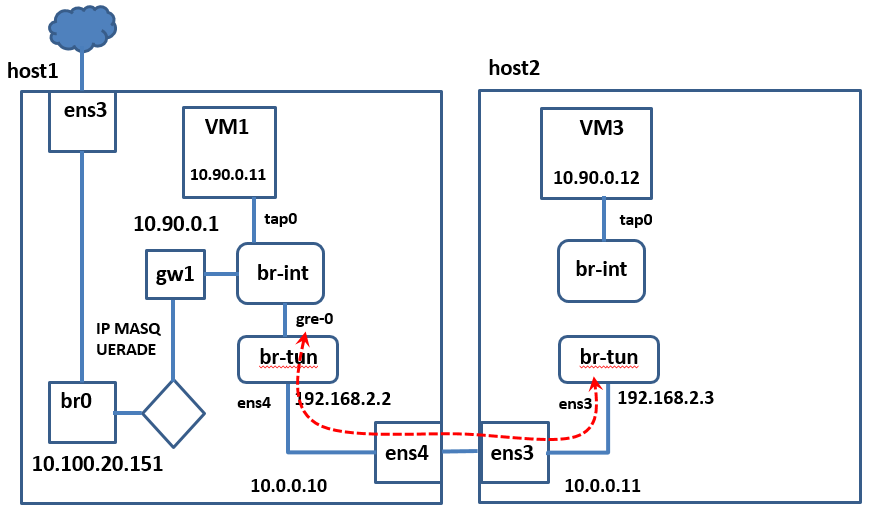 host1
ens3
VM1
10.90.0.11
tap0
10.90.0.1
gw1
br-int
IP MASQ
UERADE
gre-0
br-tun
192.168.2.2
ens4
br0
10.100.20.151
ens4
10.0.0.10
host2
VM3
10.90.0.12
tap0
br-int
br-tun
192.168.2.3
ens3
ens3
10.0.0.11